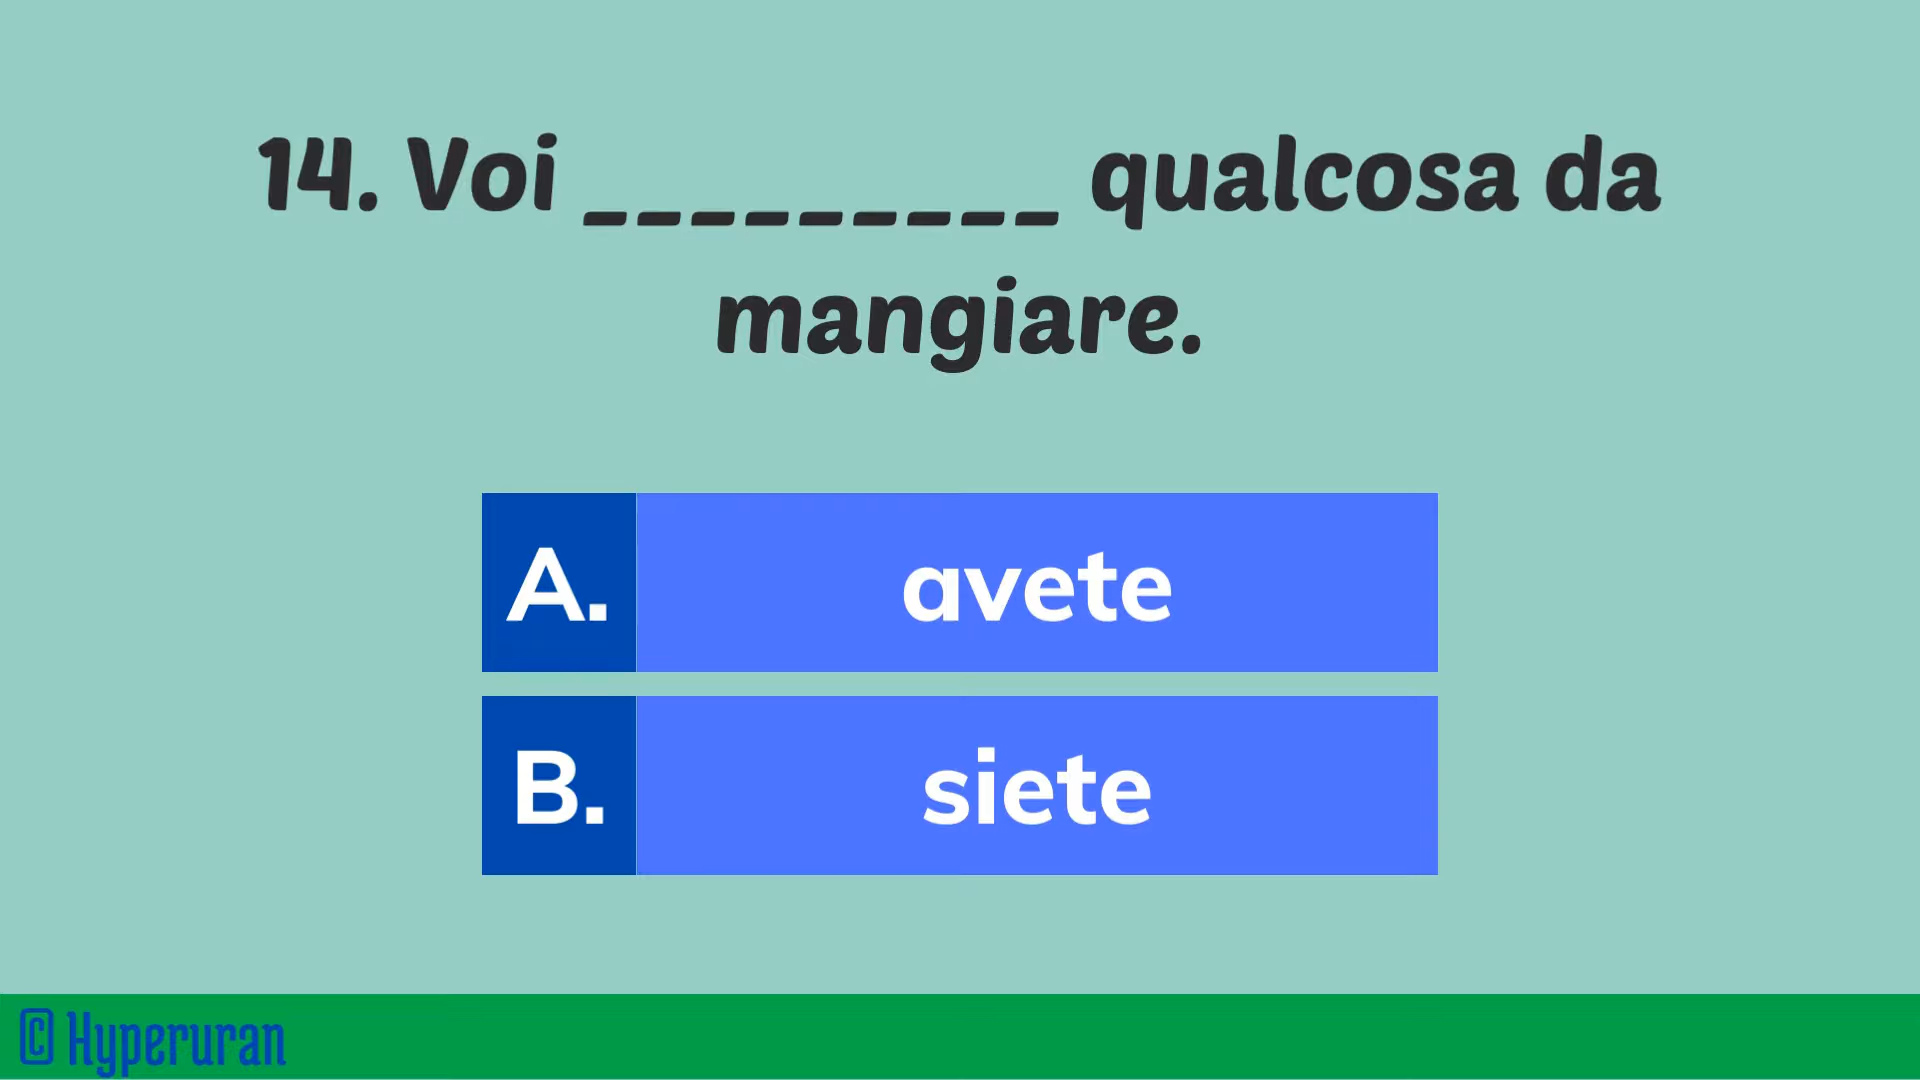 14. Voi _________ qualcosa da
mangiare.
A. avete
B. siete
© Hyperuran